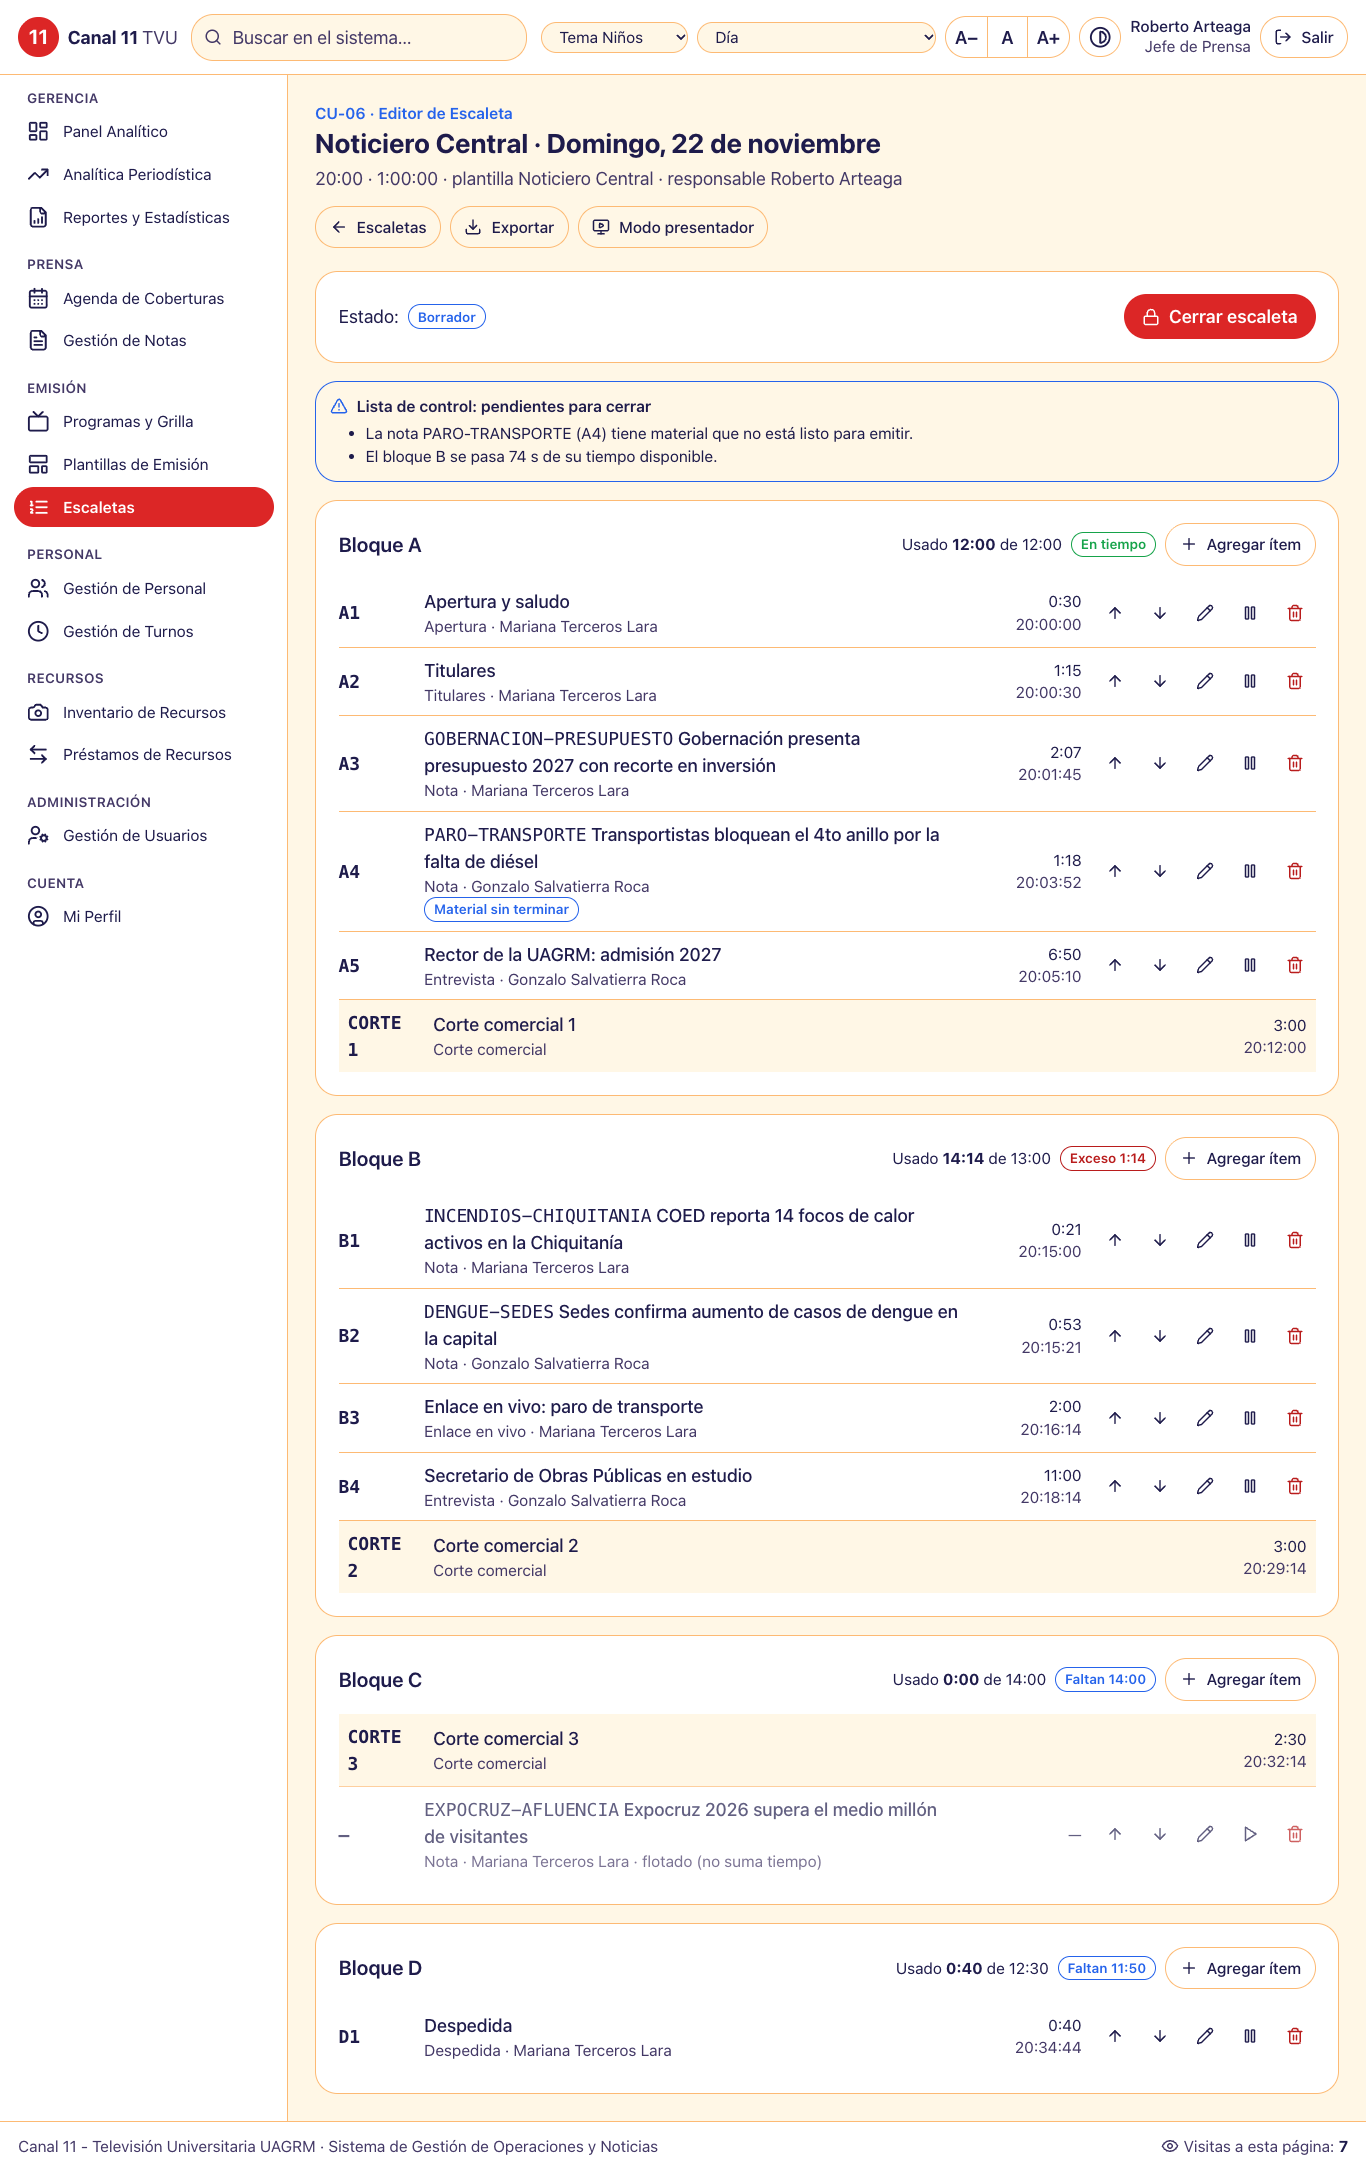 11 Canal 11 TVU
Buscar en el sistema...
Tema Niños
Día
A− A A+
Roberto Arteaga
Jefe de Prensa
Salir
GERENCIA
Panel Analítico
Analítica Periodística
Reportes y Estadísticas
PRENSA
Agenda de Coberturas
Gestión de Notas
EMISIÓN
Programas y Grilla
Plantillas de Emisión
Escaletas
PERSONAL
Gestión de Personal
Gestión de Turnos
RECURSOS
Inventario de Recursos
Préstamos de Recursos
ADMINISTRACIÓN
Gestión de Usuarios
CUENTA
Mi Perfil
CU-06 · Editor de Escaleta
Noticiero Central · Domingo, 22 de noviembre
20:00 · 1:00:00 · plantilla Noticiero Central · responsable Roberto Arteaga
Escaletas
Exportar
Modo presentador
Estado: Borrador
Cerrar escaleta
Lista de control: pendientes para cerrar
• La nota PARO-TRANSPORTE (A4) tiene material que no está listo para emitir.
• El bloque B se pasa 74 s de su tiempo disponible.
Bloque A
Usado 12:00 de 12:00 En tiempo
Agregar ítem
A1
Apertura y saludo
Apertura · Mariana Terceros Lara
0:30
20:00:00
A2
Titulares
Titulares · Mariana Terceros Lara
1:15
20:00:30
A3
GOBERNACION-PRESUPUESTO Gobernación presenta
presupuesto 2027 con recorte en inversión
Nota · Mariana Terceros Lara
2:07
20:01:45
A4
PARO-TRANSPORTE Transportistas bloquean el 4to anillo por la
falta de diésel
Nota · Gonzalo Salvatierra Roca
Material sin terminar
1:18
20:03:52
A5
Rector de la UAGRM: admisión 2027
Entrevista · Gonzalo Salvatierra Roca
6:50
20:05:10
CORTE
1
Corte comercial 1
Corte comercial
3:00
20:12:00
Bloque B
Usado 14:14 de 13:00 Exceso 1:14
Agregar ítem
B1
INCENDIOS-CHIQUITANIA COED reporta 14 focos de calor
activos en la Chiquitanía
Nota · Mariana Terceros Lara
0:21
20:15:00
B2
DENGUE-SEDES Sedes confirma aumento de casos de dengue en
la capital
Nota · Gonzalo Salvatierra Roca
0:53
20:15:21
B3
Enlace en vivo: paro de transporte
Enlace en vivo · Mariana Terceros Lara
2:00
20:16:14
B4
Secretario de Obras Públicas en estudio
Entrevista · Gonzalo Salvatierra Roca
11:00
20:18:14
CORTE
2
Corte comercial 2
Corte comercial
3:00
20:29:14
Bloque C
Usado 0:00 de 14:00 Faltan 14:00
Agregar ítem
CORTE
3
Corte comercial 3
Corte comercial
2:30
20:32:14
—
EXPOCRUZ-AFLUENCIA Expocruz 2026 supera el medio millón
de visitantes
Nota · Mariana Terceros Lara · flotado (no suma tiempo)
—
Bloque D
Usado 0:40 de 12:30 Faltan 11:50
Agregar ítem
D1
Despedida
Despedida · Mariana Terceros Lara
0:40
20:34:44
Canal 11 - Televisión Universitaria UAGRM · Sistema de Gestión de Operaciones y Noticias
Visitas a esta página: 7